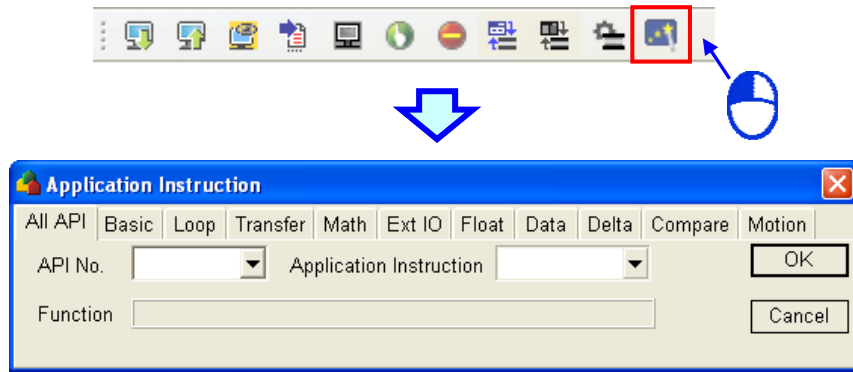 Application Instruction
All API Basic Loop Transfer Math Ext IO Float Data Delta Compare Motion
API No. Application Instruction OK
Function Cancel